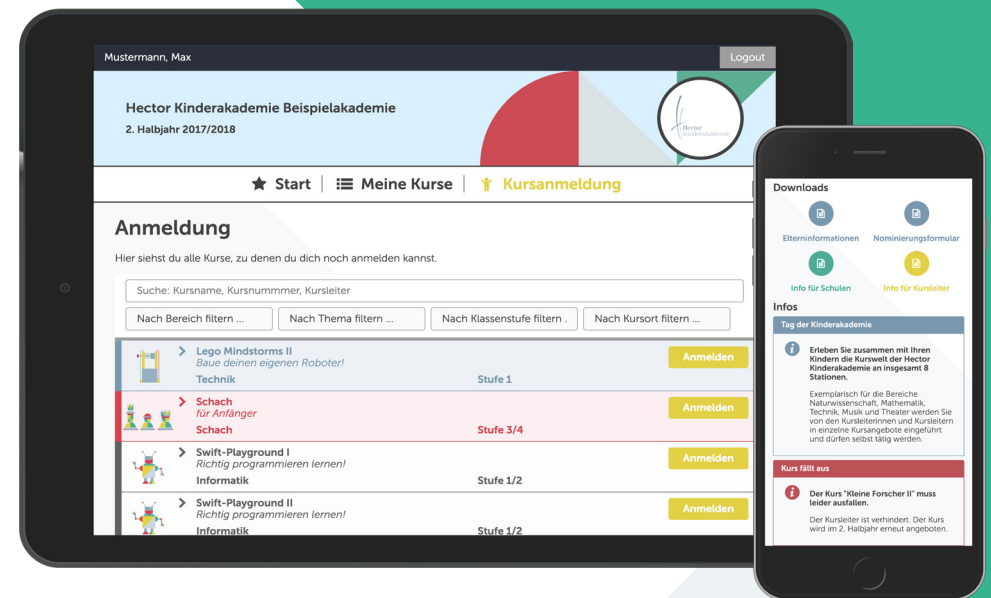 Mustermann, Max
Logout
Hector Kinderakademie Beispielakademie
2. Halbjahr 2017/2018
Hector
Kinderakademie
Start
Meine Kurse
Kursanmeldung
Anmeldung
Hier siehst du alle Kurse, zu denen du dich noch anmelden kannst.
Suche: Kursname, Kursnummmer, Kursleiter
Nach Bereich filtern ...
Nach Thema filtern ...
Nach Klassenstufe filtern .
Nach Kursort filtern ...
Lego Mindstorms II
Baue deinen eigenen Roboter!
Technik
Stufe 1
Anmelden
Schach
für Anfänger
Schach
Stufe 3/4
Anmelden
Swift-Playground I
Richtig programmieren lernen!
Informatik
Stufe 1/2
Anmelden
Swift-Playground II
Richtig programmieren lernen!
Informatik
Stufe 1/2
Anmelden
Downloads
Elterninformationen
Nominierungsformular
Info für Schulen
Info für Kursleiter
Infos
Tag der Kinderakademie
Erleben Sie zusammen mit Ihren
Kindern die Kurswelt der Hector
Kinderakademie an insgesamt 8
Stationen.
Exemplarisch für die Bereiche
Naturwissenschaft, Mathematik,
Technik, Musik und Theater werden Sie
von den Kursleiterinnen und Kursleitern
in einzelne Kursangebote eingeführt
und dürfen selbst tätig werden.
Kurs fällt aus
Der Kurs "Kleine Forscher II" muss
leider ausfallen.
Der Kursleiter ist verhindert. Der Kurs
wird im 2. Halbjahr erneut angeboten.